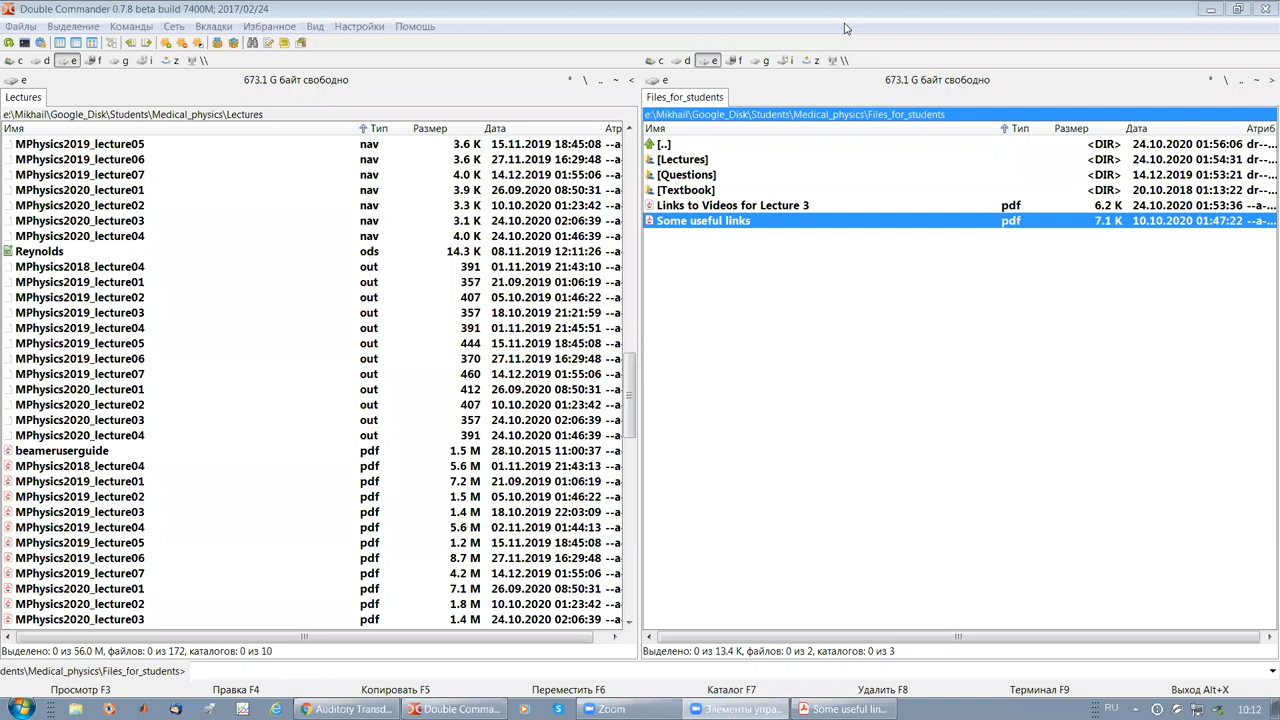 Double Commander 0.7.8 beta build 7400M; 2017/02/24
Файлы Выделение Команды Сеть Вкладки Избранное Вид Настройки Помощь
c d e f g i z \\ c d e f g i z \\
e 673.1 G байт свободно * \ .. ~ < e 673.1 G байт свободно * \ .. ~ >
Lectures Files_for_students
e:\Mikhail\Google_Disk\Students\Medical_physics\Lectures e:\Mikhail\Google_Disk\Students\Medical_physics\Files_for_students
Имя Тип Размер Дата Атр Имя Тип Размер Дата Атриб
MPhysics2019_lecture05 nav 3.6 K 15.11.2019 18:45:08 --a- [..] <DIR> 24.10.2020 01:56:06 dr--...
MPhysics2019_lecture06 nav 3.6 K 27.11.2019 16:29:48 --a- [Lectures] <DIR> 24.10.2020 01:54:31 dr--...
MPhysics2019_lecture07 nav 4.0 K 14.12.2019 01:55:06 --a- [Questions] <DIR> 14.12.2019 01:53:21 dr--...
MPhysics2020_lecture01 nav 3.9 K 26.09.2020 08:50:31 --a- [Textbook] <DIR> 20.10.2018 01:13:22 dr--...
MPhysics2020_lecture02 nav 3.3 K 10.10.2020 01:23:42 --a- Links to Videos for Lecture 3 pdf 6.2 K 24.10.2020 01:53:36 --a-...
MPhysics2020_lecture03 nav 3.1 K 24.10.2020 02:06:39 --a- Some useful links pdf 7.1 K 10.10.2020 01:47:22 --a-...
MPhysics2020_lecture04 nav 4.0 K 24.10.2020 01:46:39 --a-
Reynolds ods 14.3 K 08.11.2019 12:11:26 --a-
MPhysics2018_lecture04 out 391 01.11.2019 21:43:10 --a-
MPhysics2019_lecture01 out 357 21.09.2019 01:06:19 --a-
MPhysics2019_lecture02 out 407 05.10.2019 01:46:22 --a-
MPhysics2019_lecture03 out 357 18.10.2019 21:21:59 --a-
MPhysics2019_lecture04 out 391 01.11.2019 21:45:51 --a-
MPhysics2019_lecture05 out 444 15.11.2019 18:45:08 --a-
MPhysics2019_lecture06 out 370 27.11.2019 16:29:48 --a-
MPhysics2019_lecture07 out 460 14.12.2019 01:55:06 --a-
MPhysics2020_lecture01 out 412 26.09.2020 08:50:31 --a-
MPhysics2020_lecture02 out 407 10.10.2020 01:23:42 --a-
MPhysics2020_lecture03 out 357 24.10.2020 02:06:39 --a-
MPhysics2020_lecture04 out 391 24.10.2020 01:46:39 --a-
beameruserguide pdf 1.5 M 28.10.2015 11:00:37 --a-
MPhysics2018_lecture04 pdf 5.6 M 01.11.2019 21:43:13 --a-
MPhysics2019_lecture01 pdf 7.2 M 21.09.2019 01:06:19 --a-
MPhysics2019_lecture02 pdf 1.5 M 05.10.2019 01:46:22 --a-
MPhysics2019_lecture03 pdf 1.4 M 18.10.2019 22:03:09 --a-
MPhysics2019_lecture04 pdf 5.6 M 02.11.2019 01:44:13 --a-
MPhysics2019_lecture05 pdf 1.2 M 15.11.2019 18:45:08 --a-
MPhysics2019_lecture06 pdf 8.7 M 27.11.2019 16:29:48 --a-
MPhysics2019_lecture07 pdf 4.2 M 14.12.2019 01:55:06 --a-
MPhysics2020_lecture01 pdf 7.1 M 26.09.2020 08:50:31 --a-
MPhysics2020_lecture02 pdf 1.8 M 10.10.2020 01:23:42 --a-
MPhysics2020_lecture03 pdf 1.4 M 24.10.2020 02:06:39 --a-
Выделено: 0 из 56.0 M, файлов: 0 из 172, каталогов: 0 из 10 Выделено: 0 из 13.4 K, файлов: 0 из 2, каталогов: 0 из 3
dents\Medical_physics\Files_for_students>
Просмотр F3 Правка F4 Копировать F5 Переместить F6 Каталог F7 Удалить F8 Терминал F9 Выход Alt+X
Auditory Transd... Double Comma... Zoom Элементы упра... Some useful lin... RU 10:12